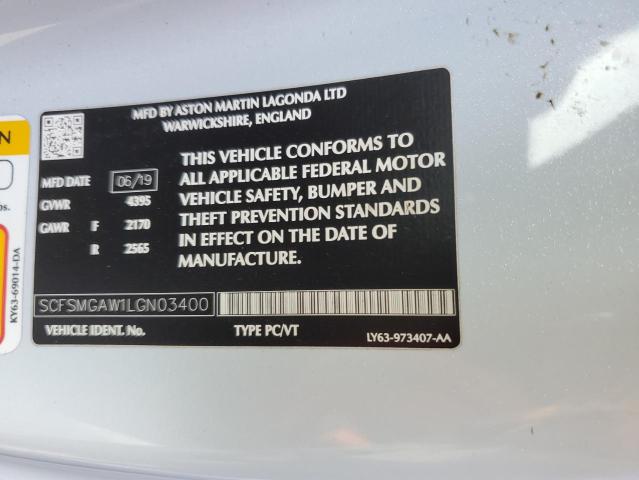 MFD BY ASTON MARTIN LAGONDA LTD
WARWICKSHIRE, ENGLAND
THIS VEHICLE CONFORMS TO
ALL APPLICABLE FEDERAL MOTOR
VEHICLE SAFETY, BUMPER AND
THEFT PREVENTION STANDARDS
IN EFFECT ON THE DATE OF
MANUFACTURE.
MFD DATE 06/19
GVWR 4395
GAWR F 2170
R 2565
SCFSMGAW1LGN03400
VEHICLE IDENT. No. TYPE PC/VT LY63-973407-AA
KY63-69014-DA